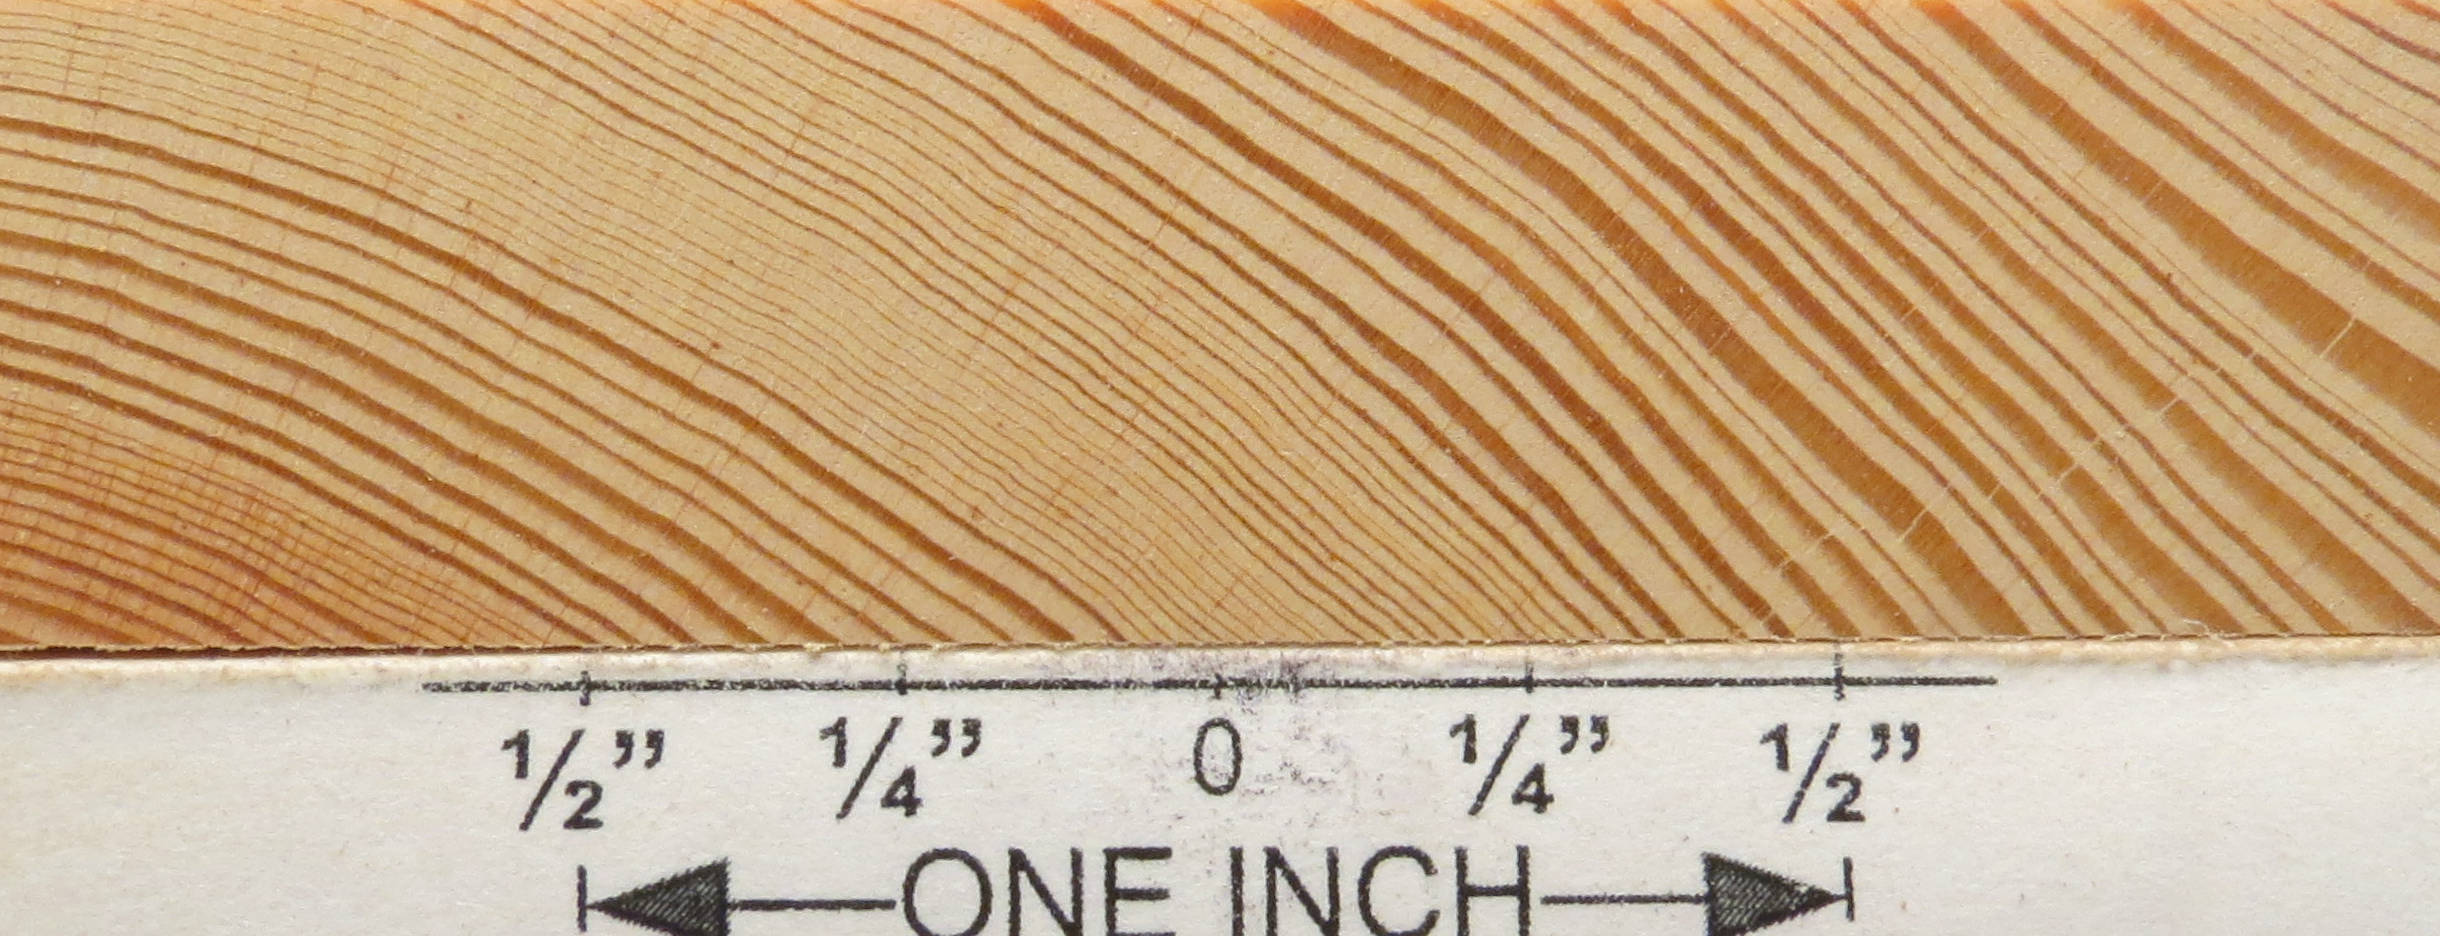 1/2” 1/4” 0 1/4” 1/2”
ONE INCH